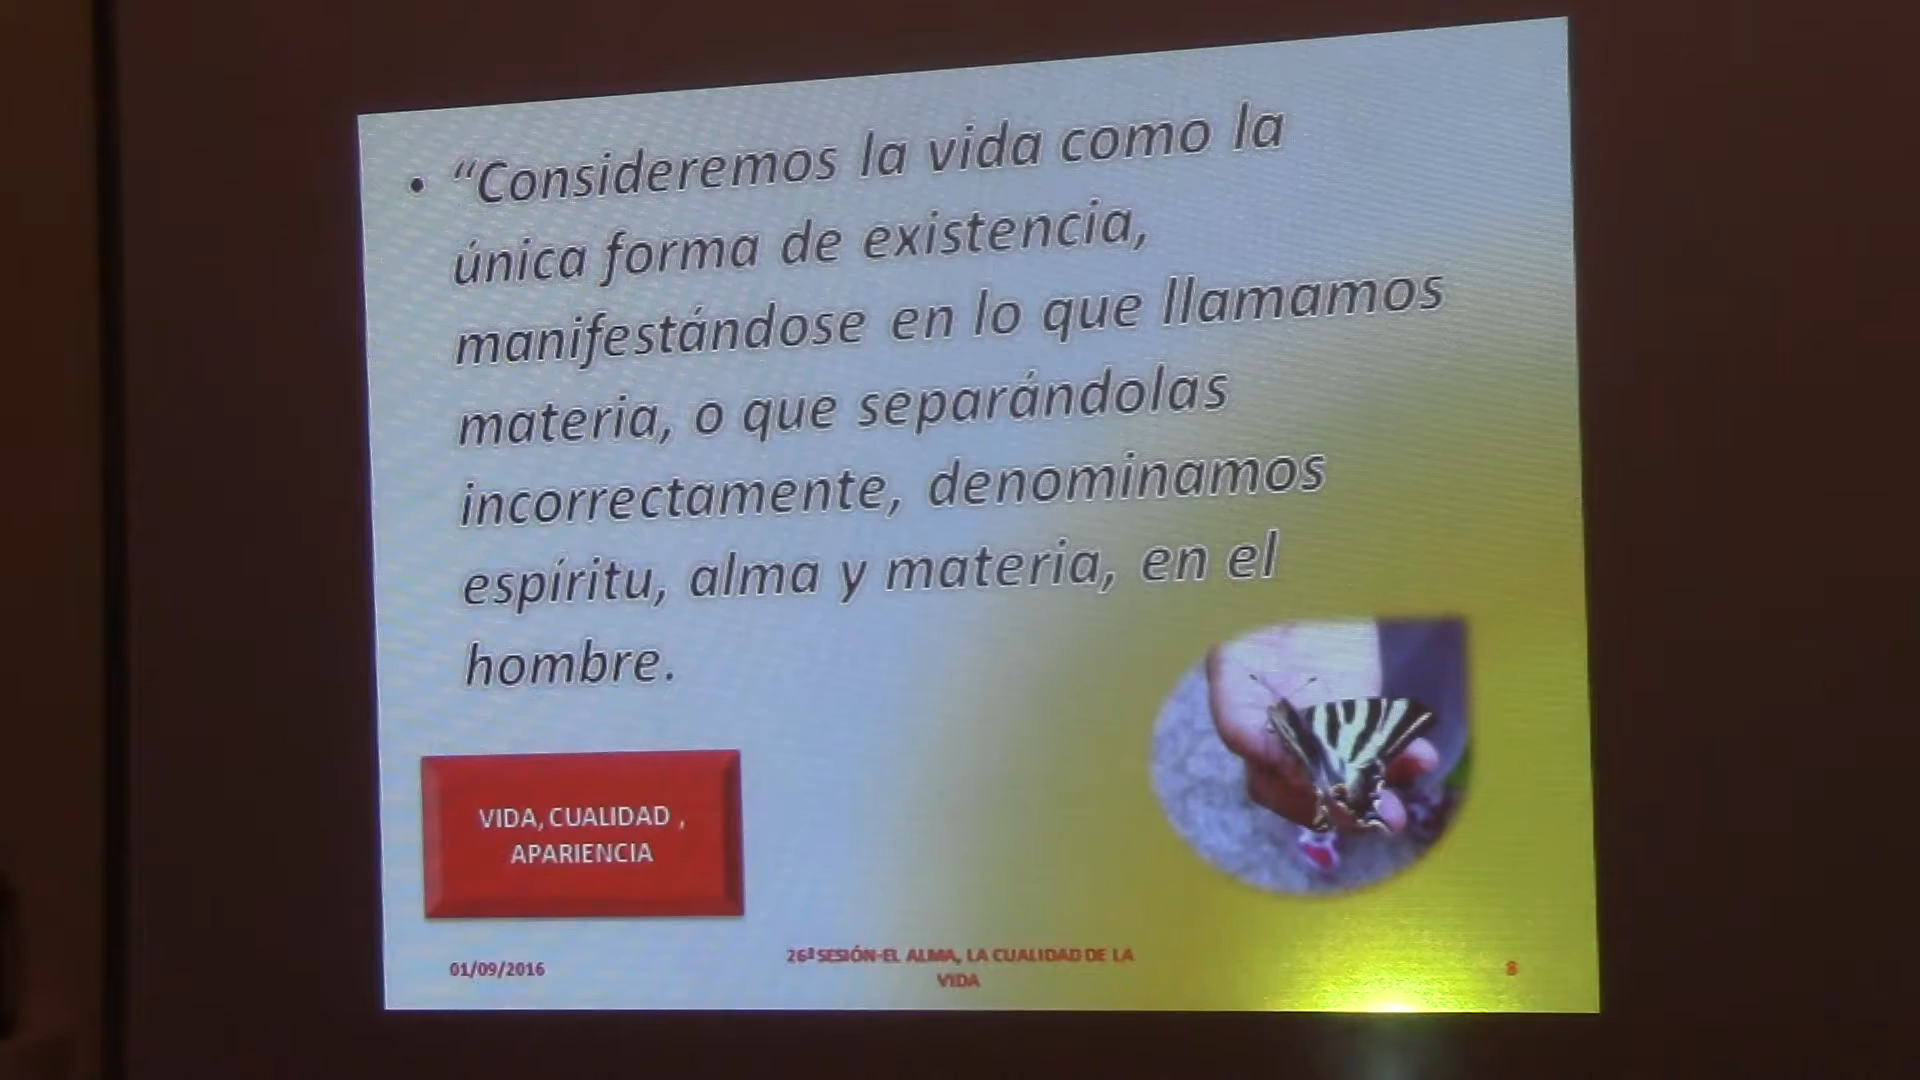 • “Consideremos la vida como la
única forma de existencia,
manifestándose en lo que llamamos
materia, o que separándolas
incorrectamente, denominamos
espíritu, alma y materia, en el
hombre.
VIDA, CUALIDAD ,
APARIENCIA
01/09/2016
26ª SESIÓN-EL ALMA, LA CUALIDAD DE LA
VIDA
8